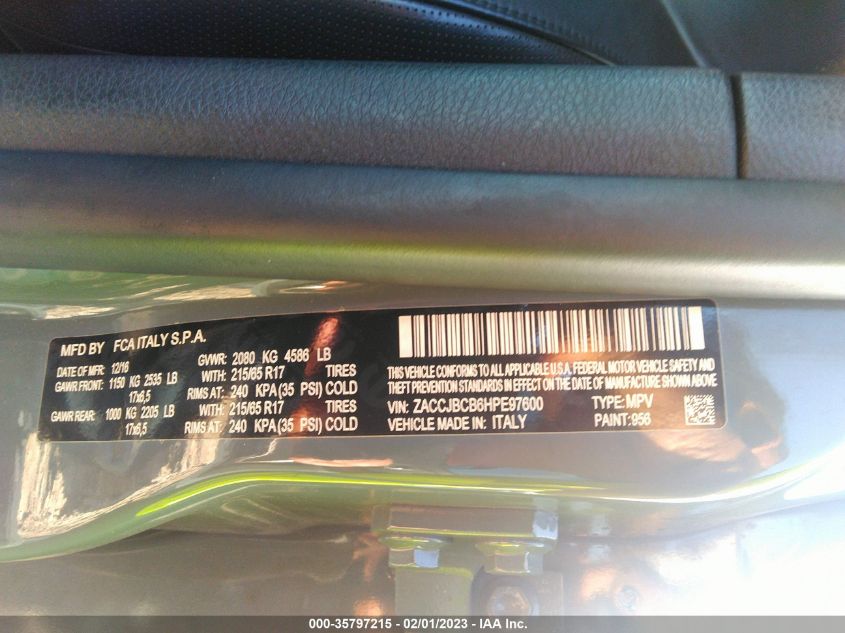 MFD BY FCA ITALY S.P.A.
DATE OF MFR: 12/16 GVWR: 2080 KG 4586 LB
GAWR FRONT: 1150 KG 2535 LB WITH: 215/65 R17 TIRES
17x6,5 RIMS AT: 240 KPA(35 PSI) COLD
GAWR REAR: 1000 KG 2205 LB WITH: 215/65 R17 TIRES
17x6,5 RIMS AT: 240 KPA(35 PSI) COLD
THIS VEHICLE CONFORMS TO ALL APPLICABLE U.S.A. FEDERAL MOTOR VEHICLE SAFETY AND
THEFT PREVENTION STANDARDS IN EFFECT ON THE DATE OF MANUFACTURE SHOWN ABOVE.
VIN: ZACCJBCB6HPE97600 TYPE: MPV
VEHICLE MADE IN: ITALY PAINT: 956
000-35797215 - 02/01/2023 - IAA Inc.